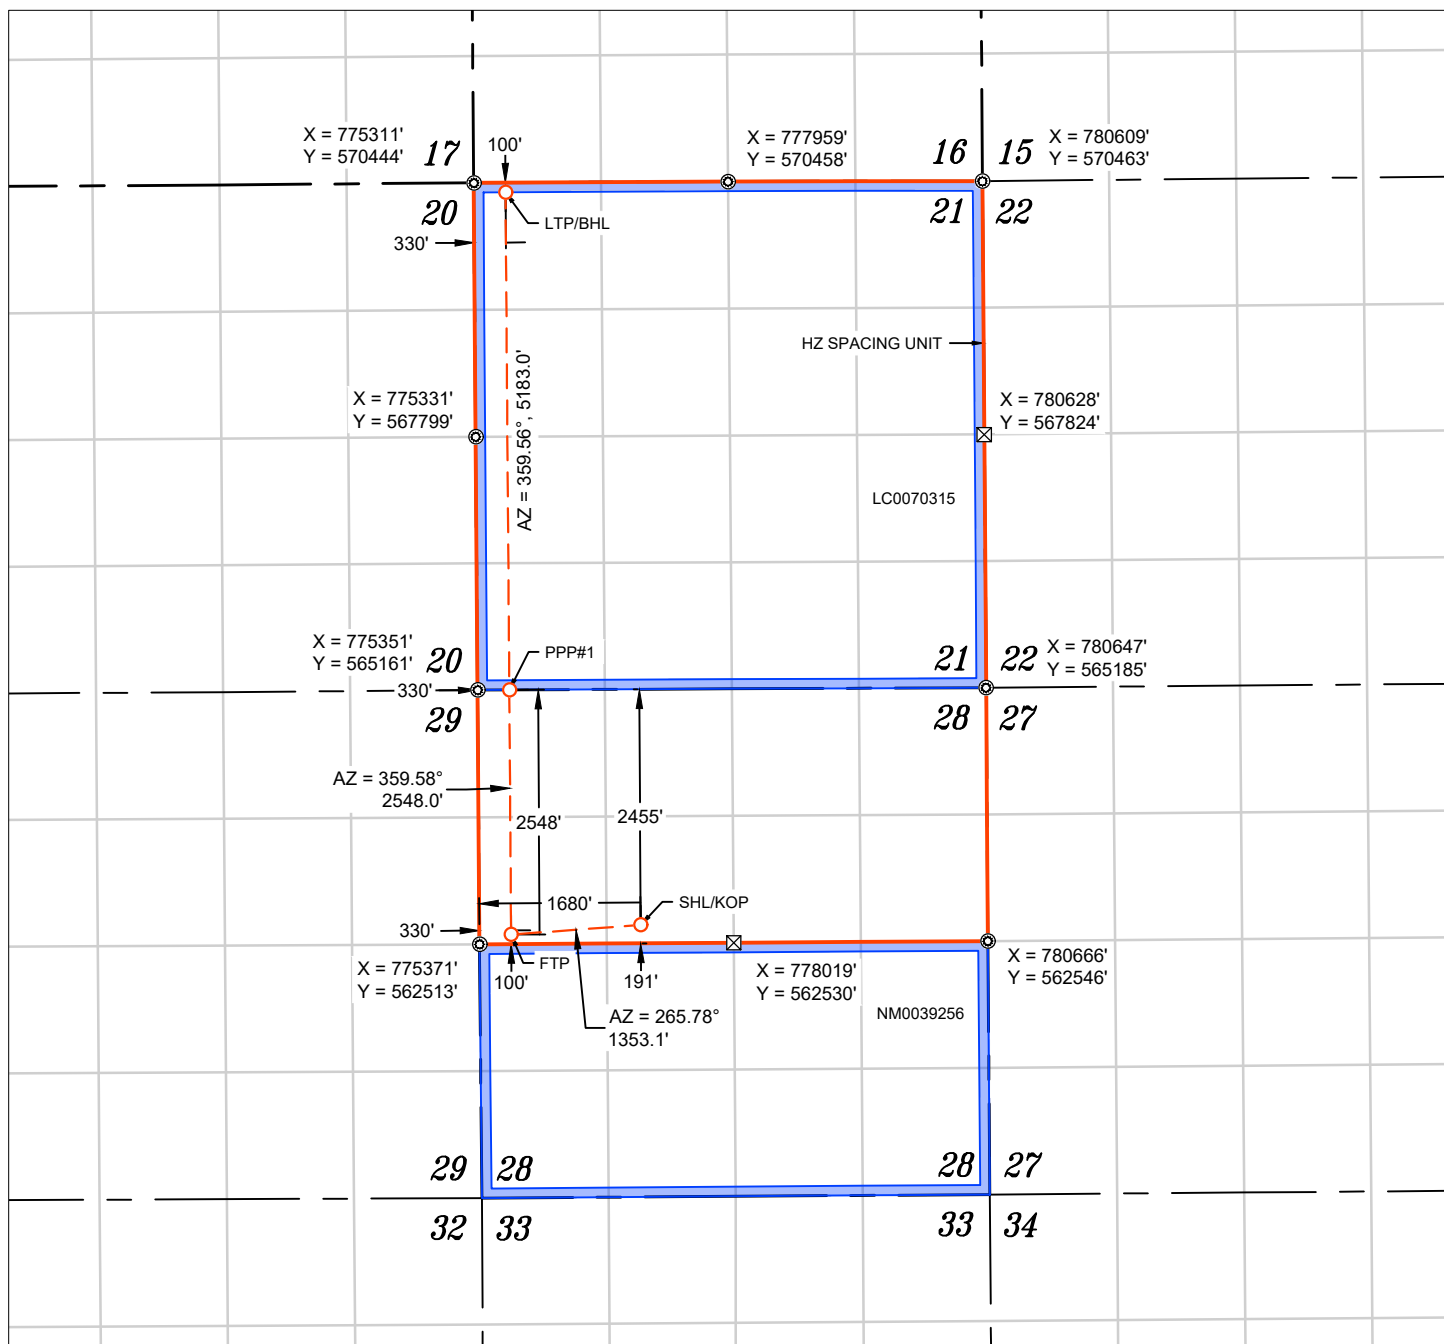 X = 775311'
Y = 570444'
17
100'
X = 777959'
Y = 570458'
16
15
X = 780609'
Y = 570463'
20
LTP/BHL
21
22
330'
HZ SPACING UNIT
AZ = 359.56°, 5183.0'
X = 775331'
Y = 567799'
X = 780628'
Y = 567824'
LC0070315
X = 775351'
Y = 565161'
20
PPP#1
21
22
X = 780647'
Y = 565185'
330'
29
28
27
AZ = 359.58°
2548.0'
2548'
2455'
1680'
SHL/KOP
330'
X = 775371'
Y = 562513'
FTP
100'
191'
X = 778019'
Y = 562530'
X = 780666'
Y = 562546'
AZ = 265.78°
1353.1'
NM0039256
29
28
28
27
32
33
33
34